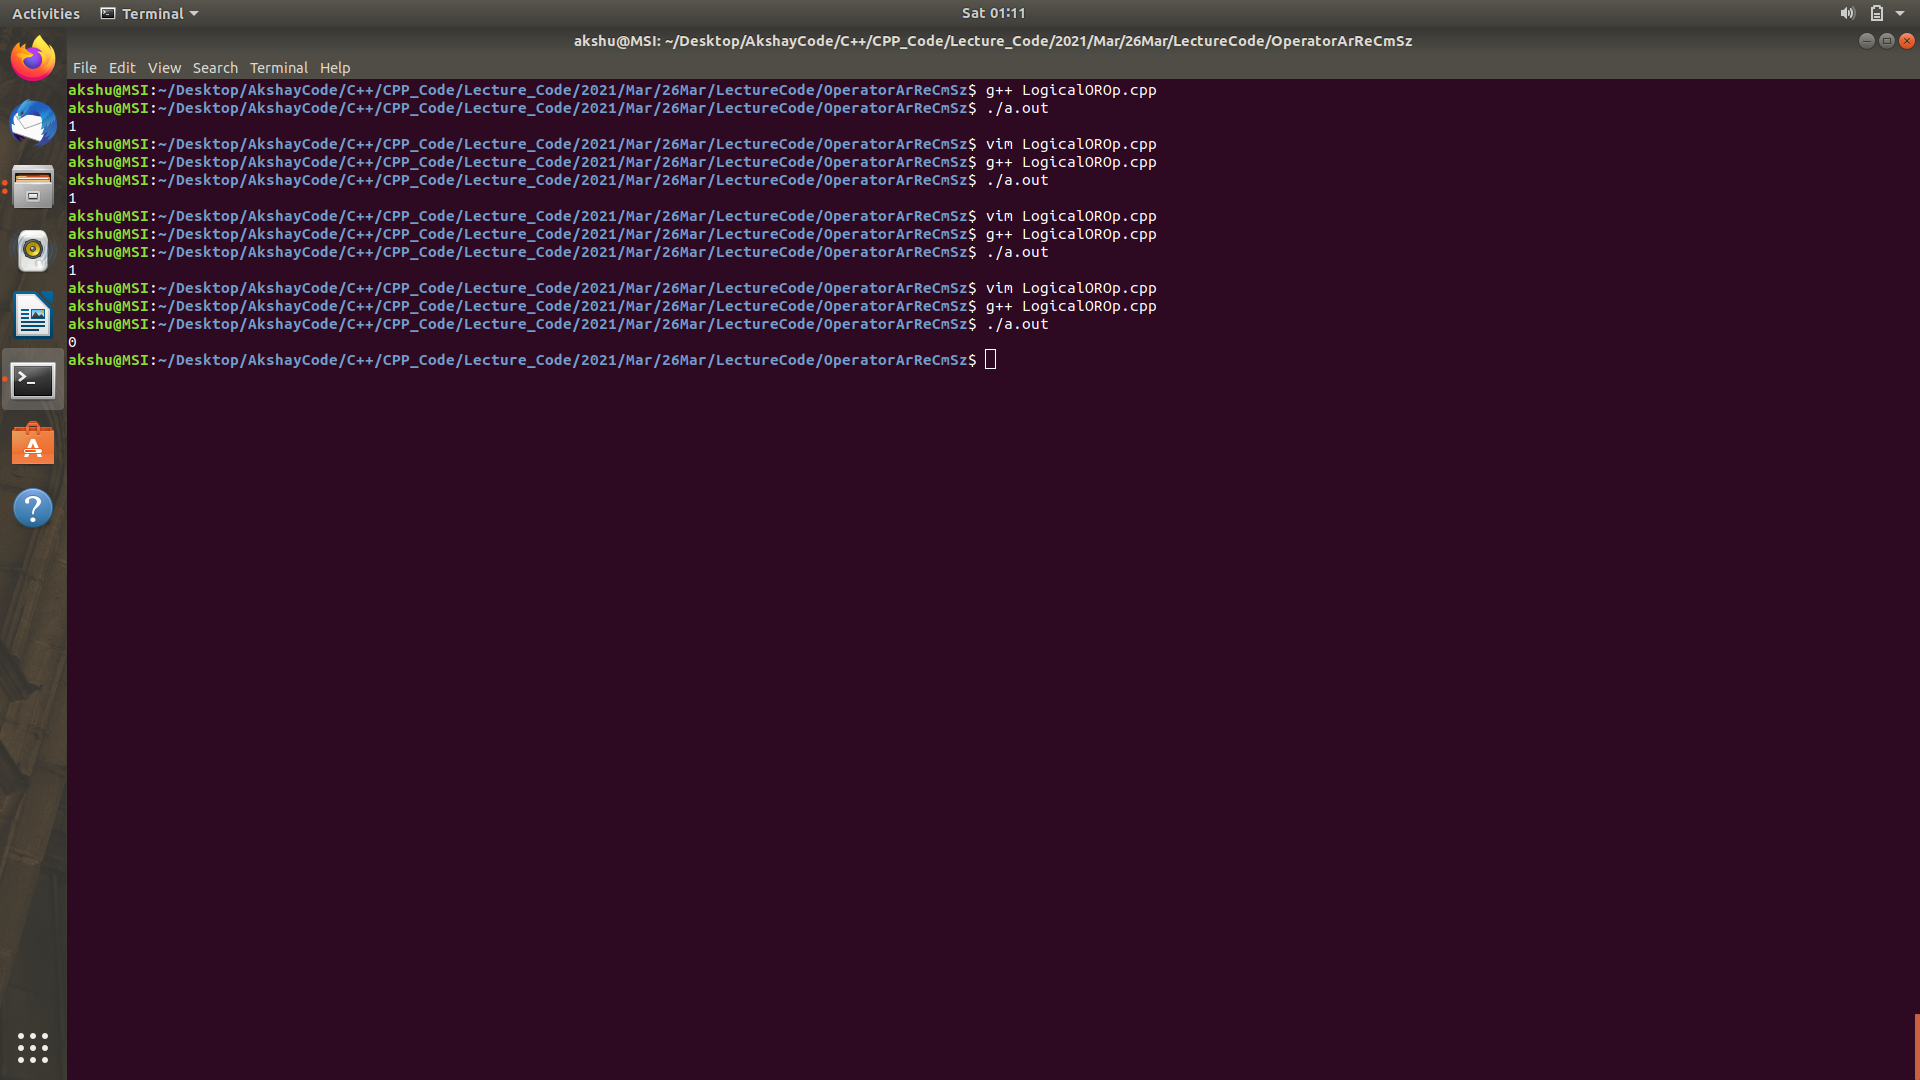 Activities Terminal Sat 01:11
akshu@MSI: ~/Desktop/AkshayCode/C++/CPP_Code/Lecture_Code/2021/Mar/26Mar/LectureCode/OperatorArReCmSz
File Edit View Search Terminal Help
akshu@MSI:~/Desktop/AkshayCode/C++/CPP_Code/Lecture_Code/2021/Mar/26Mar/LectureCode/OperatorArReCmSz$ g++ LogicalOROp.cpp
akshu@MSI:~/Desktop/AkshayCode/C++/CPP_Code/Lecture_Code/2021/Mar/26Mar/LectureCode/OperatorArReCmSz$ ./a.out
1
akshu@MSI:~/Desktop/AkshayCode/C++/CPP_Code/Lecture_Code/2021/Mar/26Mar/LectureCode/OperatorArReCmSz$ vim LogicalOROp.cpp
akshu@MSI:~/Desktop/AkshayCode/C++/CPP_Code/Lecture_Code/2021/Mar/26Mar/LectureCode/OperatorArReCmSz$ g++ LogicalOROp.cpp
akshu@MSI:~/Desktop/AkshayCode/C++/CPP_Code/Lecture_Code/2021/Mar/26Mar/LectureCode/OperatorArReCmSz$ ./a.out
1
akshu@MSI:~/Desktop/AkshayCode/C++/CPP_Code/Lecture_Code/2021/Mar/26Mar/LectureCode/OperatorArReCmSz$ vim LogicalOROp.cpp
akshu@MSI:~/Desktop/AkshayCode/C++/CPP_Code/Lecture_Code/2021/Mar/26Mar/LectureCode/OperatorArReCmSz$ g++ LogicalOROp.cpp
akshu@MSI:~/Desktop/AkshayCode/C++/CPP_Code/Lecture_Code/2021/Mar/26Mar/LectureCode/OperatorArReCmSz$ ./a.out
1
akshu@MSI:~/Desktop/AkshayCode/C++/CPP_Code/Lecture_Code/2021/Mar/26Mar/LectureCode/OperatorArReCmSz$ vim LogicalOROp.cpp
akshu@MSI:~/Desktop/AkshayCode/C++/CPP_Code/Lecture_Code/2021/Mar/26Mar/LectureCode/OperatorArReCmSz$ g++ LogicalOROp.cpp
akshu@MSI:~/Desktop/AkshayCode/C++/CPP_Code/Lecture_Code/2021/Mar/26Mar/LectureCode/OperatorArReCmSz$ ./a.out
0
akshu@MSI:~/Desktop/AkshayCode/C++/CPP_Code/Lecture_Code/2021/Mar/26Mar/LectureCode/OperatorArReCmSz$